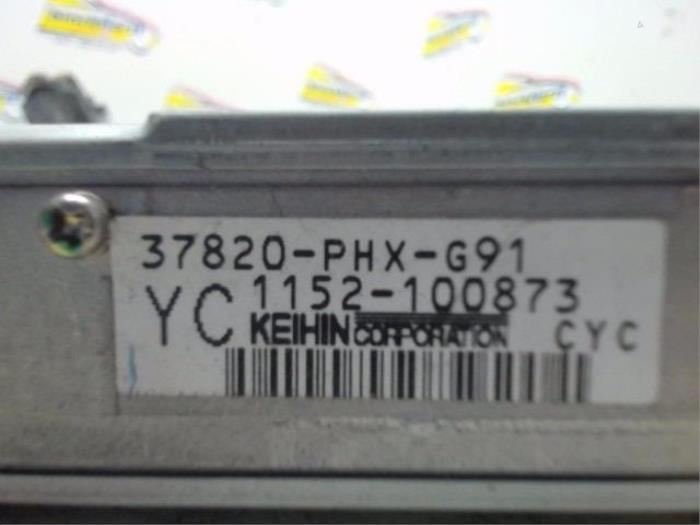 37820-PHX-G91
YC 1152-100873
KEIHIN CORPORATION CYC